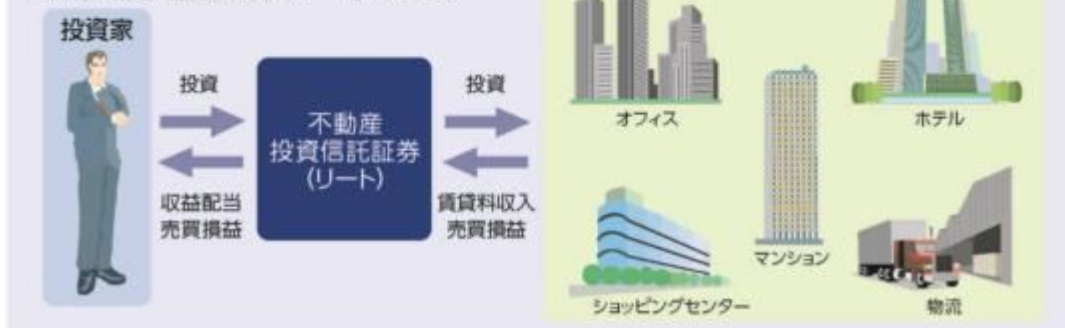 投資家
投資
不動産
投資信託証券
(リート)
収益配当
売買損益
投資
賃貸料収入
売買損益
オフィス
ホテル
マンション
ショッピングセンター
物流